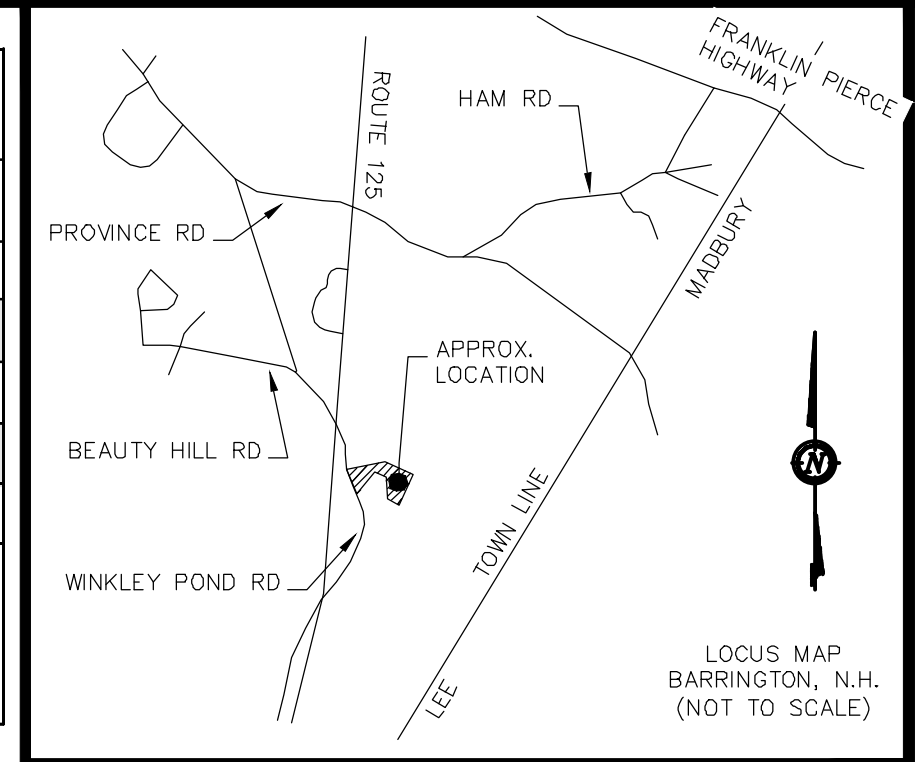 FRANKLIN PIERCE
HIGHWAY
HAM RD
ROUTE 125
PROVINCE RD
MADBURY
APPROX.
LOCATION
BEAUTY HILL RD
N
TOWN LINE
WINKLEY POND RD
LEE
LOCUS MAP
BARRINGTON, N.H.
(NOT TO SCALE)